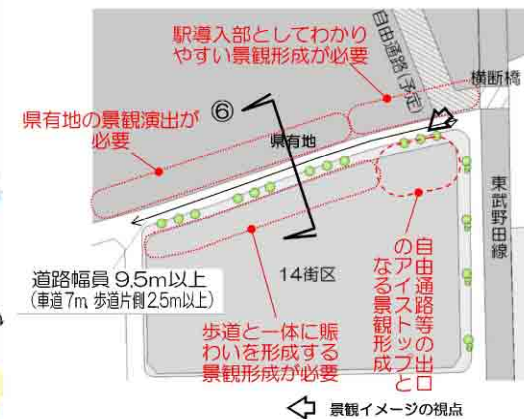 駅導入部としてわかり
やすい景観形成が必要
自由通路(予定)
横断橋
県有地の景観演出が
必要
⑥
県有地
東武野田線
道路幅員 9.5m以上
(車道7m, 歩道片側2.5m以上)
14街区
自由通路等の出口
のアイストップと
なる景観形成
歩道と一体に賑
わいを形成する
景観形成が必要
景観イメージの視点